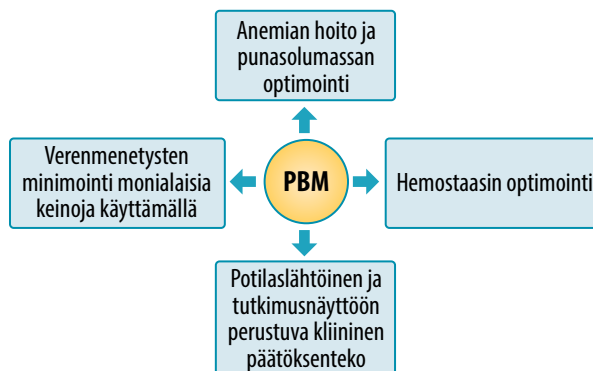 Anemian hoito ja
punasolumassan
optimointi
Verenmenetysten
minimointi monialaisia
keinoja käyttämällä
PBM
Hemostaasin optimointi
Potilaslähtöinen ja
tutkimusnäyttöön
perustuva kliininen
päätöksenteko